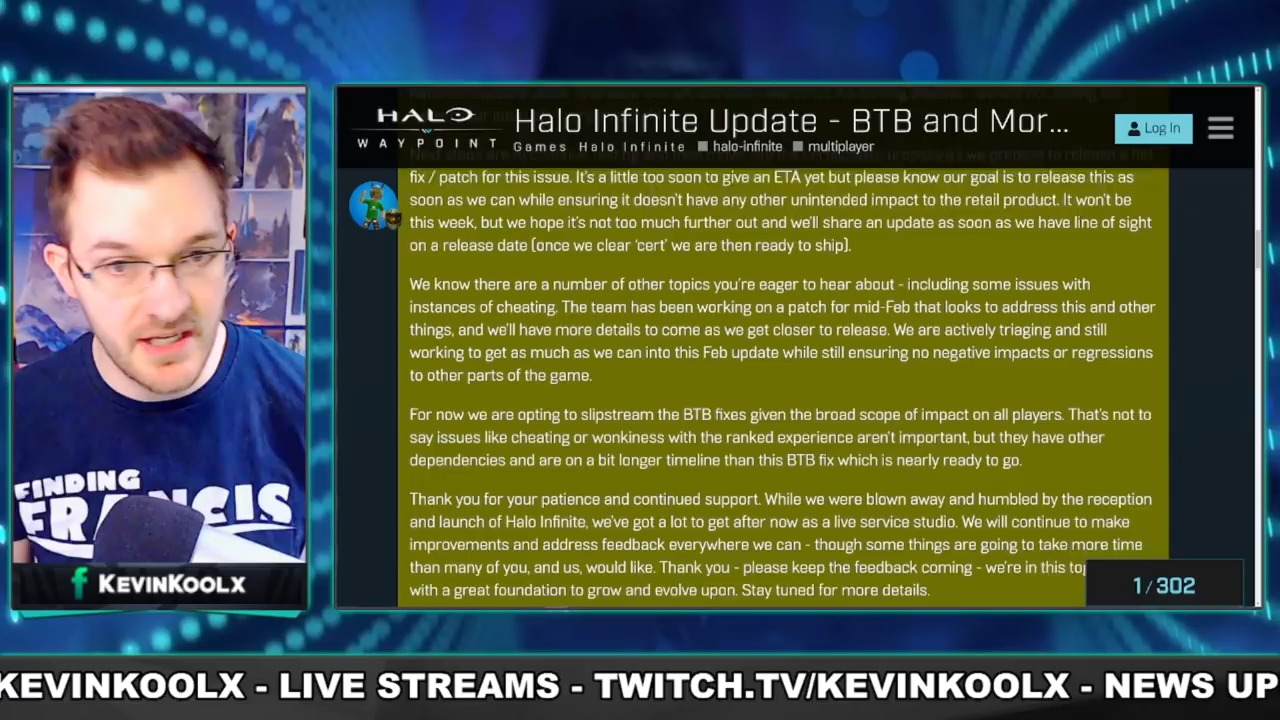 HALO
WAYPOINT
Halo Infinite Update - BTB and Mor...
Games Halo Infinite halo-infinite multiplayer
Log In
fix / patch for this issue. It's a little too soon to give an ETA yet but please know our goal is to release this as
soon as we can while ensuring it doesn't have any other unintended impact to the retail product. It won't be
this week, but we hope it's not too much further out and we'll share an update as soon as we have line of sight
on a release date (once we clear 'cert' we are then ready to ship).
We know there are a number of other topics you're eager to hear about - including some issues with
instances of cheating. The team has been working on a patch for mid-Feb that looks to address this and other
things, and we'll have more details to come as we get closer to release. We are actively triaging and still
working to get as much as we can into this Feb update while still ensuring no negative impacts or regressions
to other parts of the game.
For now we are opting to slipstream the BTB fixes given the broad scope of impact on all players. That's not to
say issues like cheating or wonkiness with the ranked experience aren't important, but they have other
dependencies and are on a bit longer timeline than this BTB fix which is nearly ready to go.
Thank you for your patience and continued support. While we were blown away and humbled by the reception
and launch of Halo Infinite, we've got a lot to get after now as a live service studio. We will continue to make
improvements and address feedback everywhere we can - though some things are going to take more time
than many of you, and us, would like. Thank you - please keep the feedback coming - we're in this to
with a great foundation to grow and evolve upon. Stay tuned for more details.
1 / 302
FINDING
FRANCIS
f KEVINKOOLX
KEVINKOOLX - LIVE STREAMS - TWITCH.TV/KEVINKOOLX - NEWS UP